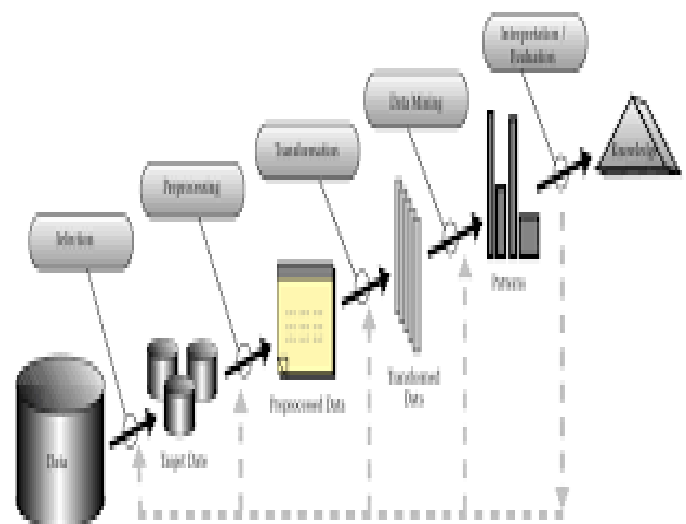 Interpretation /
Evaluation
Data Mining
Knowledge
Transformation
Preprocessing
Selection
Patterns
Transformed
Data
Preprocessed Data
Target Data
Data